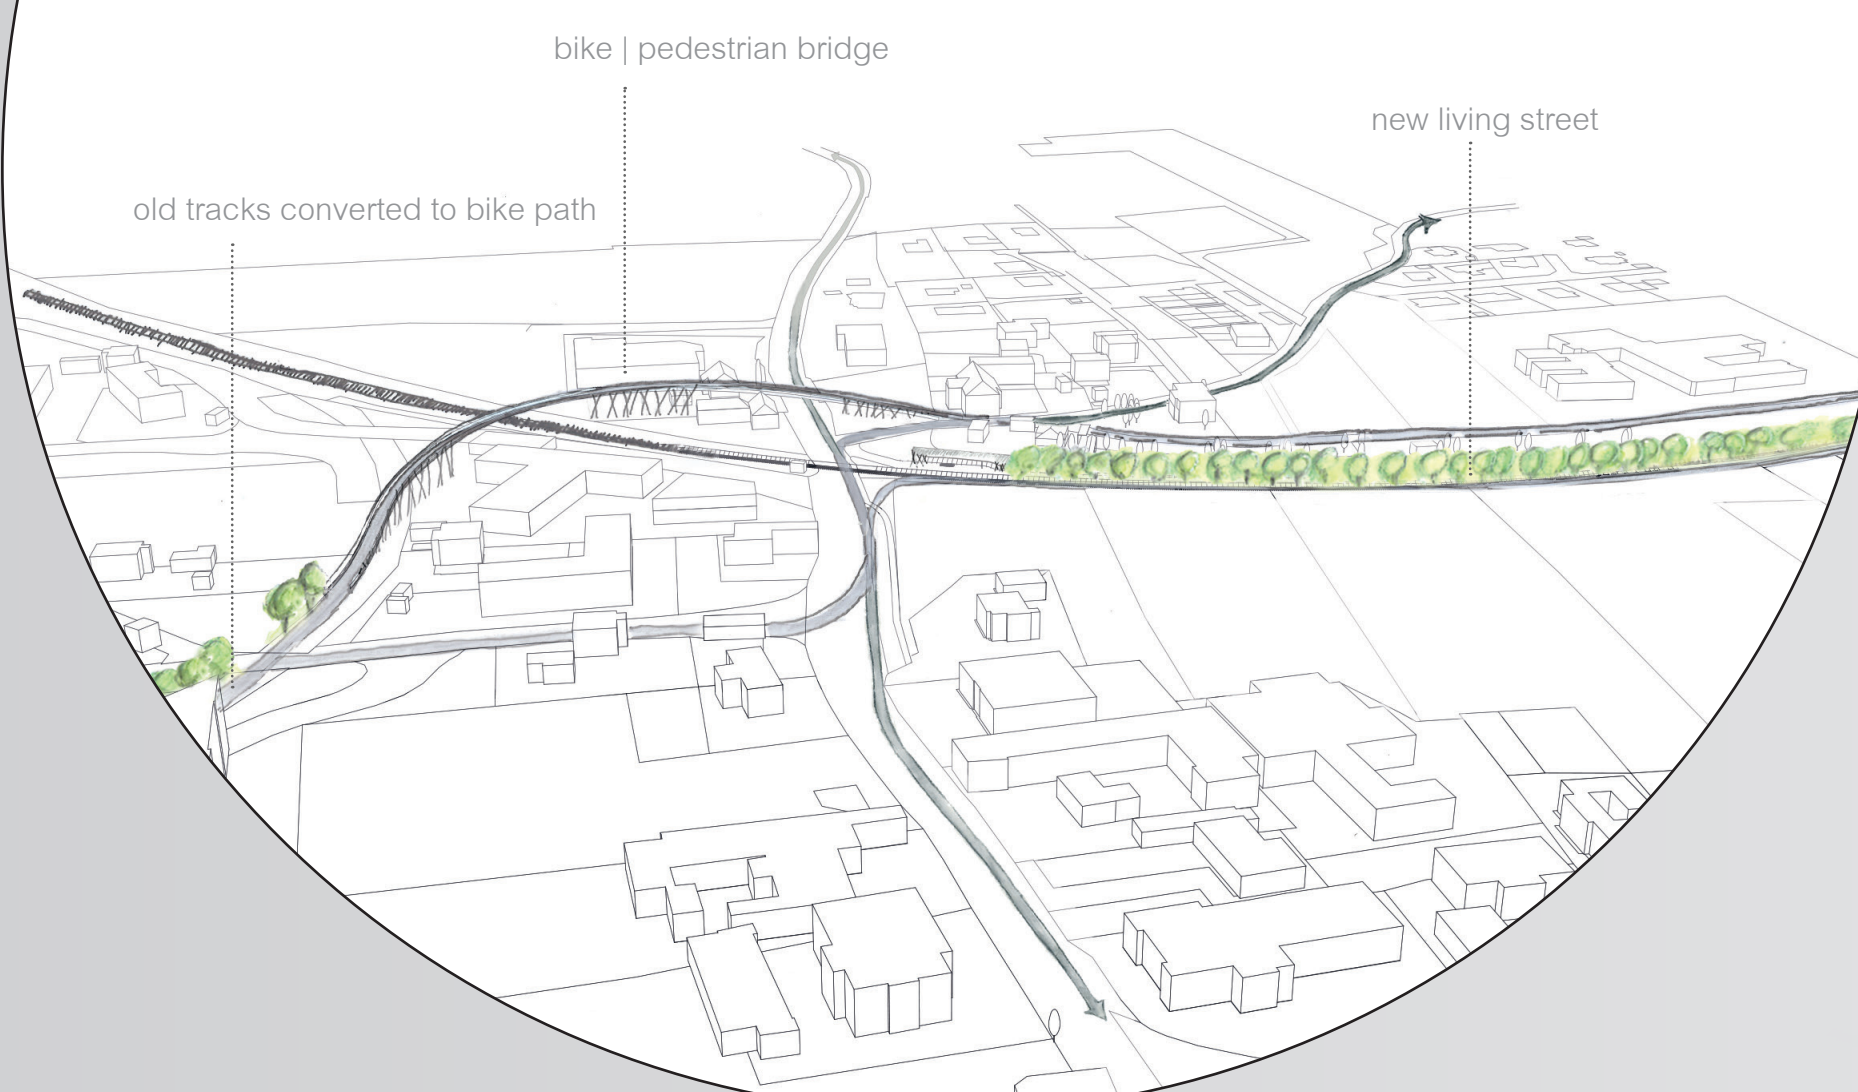 bike | pedestrian bridge
new living street
old tracks converted to bike path